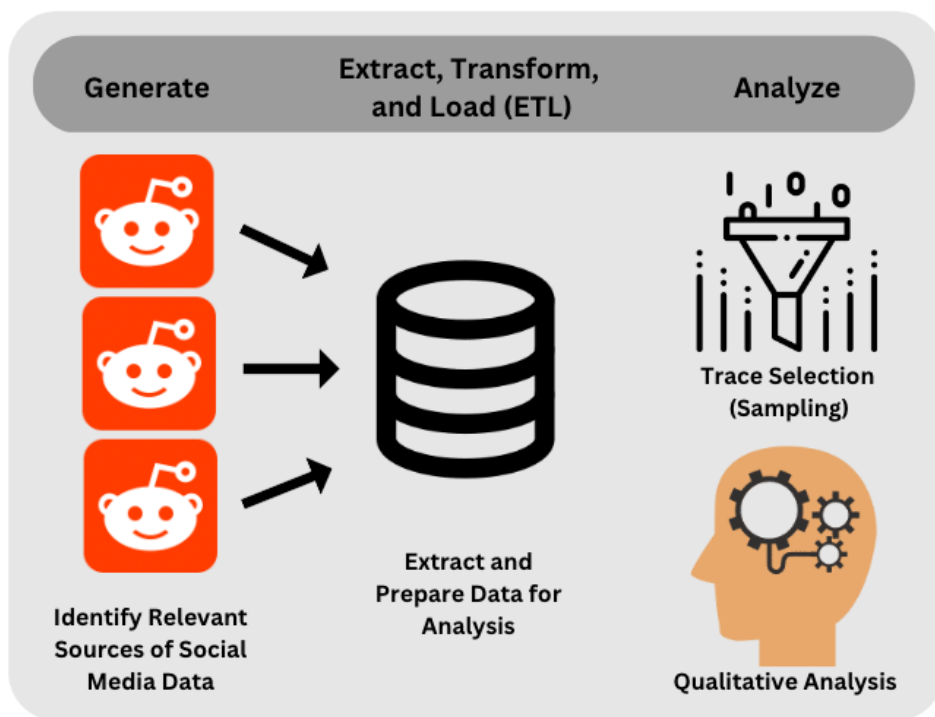 Generate
Extract, Transform,
and Load (ETL)
Analyze
Identify Relevant
Sources of Social
Media Data
Extract and
Prepare Data for
Analysis
Trace Selection
(Sampling)
Qualitative Analysis